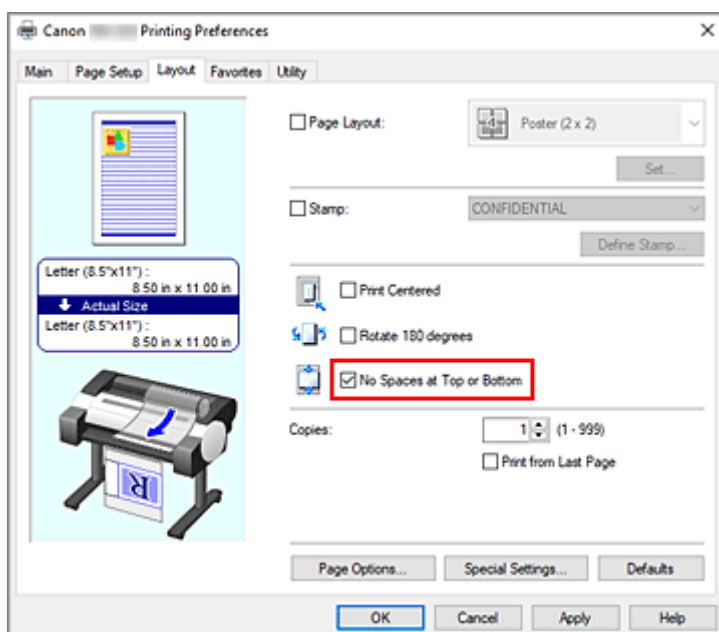 Canon Printing Preferences
Main Page Setup Layout Favorites Utility
Page Layout: Poster (2 x 2)
Set...
Stamp: CONFIDENTIAL
Define Stamp...
Letter (8.5"x11") :
8.50 in x 11.00 in
Actual Size
Letter (8.5"x11") :
8.50 in x 11.00 in
Print Centered
Rotate 180 degrees
No Spaces at Top or Bottom
Copies: 1 (1 - 999)
Print from Last Page
R
Page Options... Special Settings... Defaults
OK Cancel Apply Help